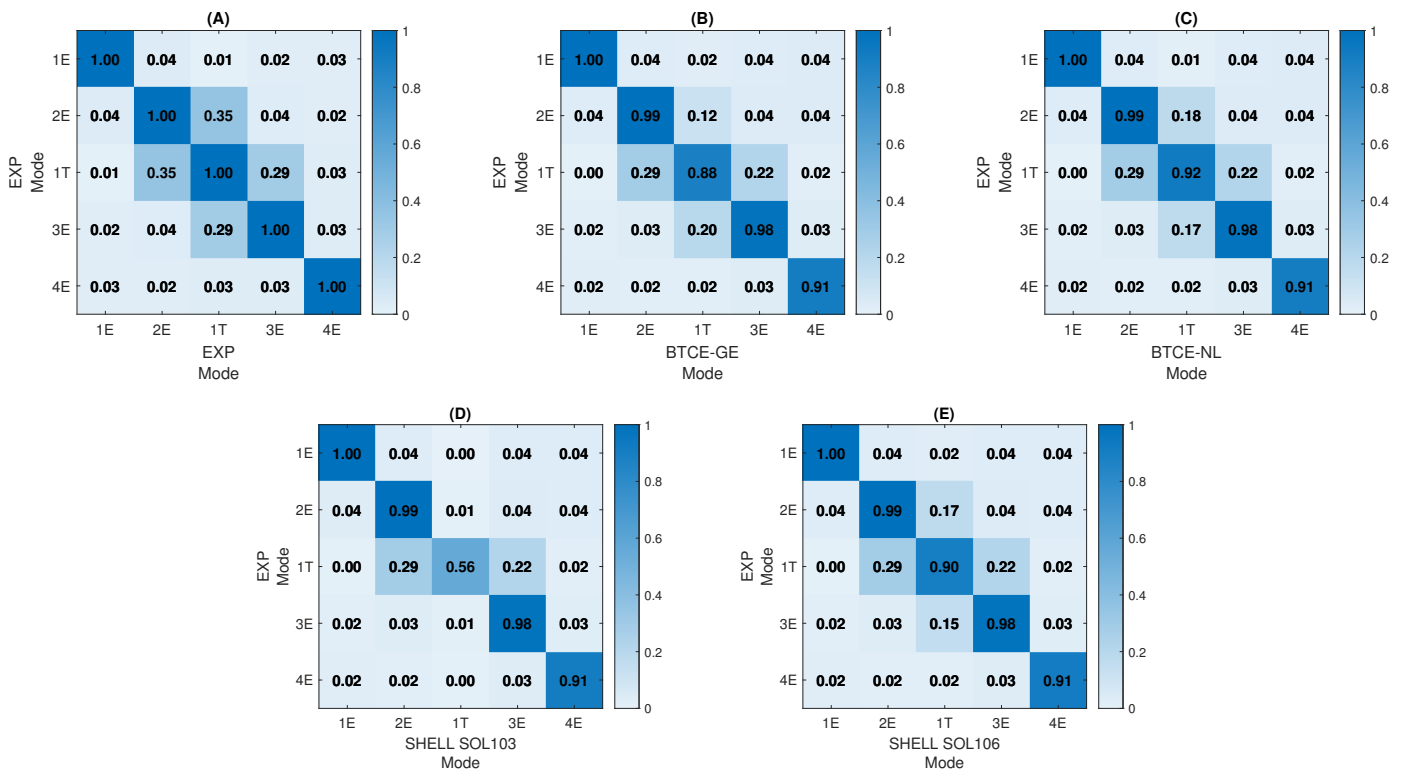 (A)
1E 1.00 0.04 0.01 0.02 0.03
2E 0.04 1.00 0.35 0.04 0.02
1T 0.01 0.35 1.00 0.29 0.03
3E 0.02 0.04 0.29 1.00 0.03
4E 0.03 0.02 0.03 0.03 1.00
1E 2E 1T 3E 4E
EXP
Mode
EXP
Mode
1
0.8
0.6
0.4
0.2
0
(B)
1E 1.00 0.04 0.02 0.04 0.04
2E 0.04 0.99 0.12 0.04 0.04
1T 0.00 0.29 0.88 0.22 0.02
3E 0.02 0.03 0.20 0.98 0.03
4E 0.02 0.02 0.02 0.03 0.91
1E 2E 1T 3E 4E
BTCE-GE
Mode
EXP
Mode
1
0.8
0.6
0.4
0.2
0
(C)
1E 1.00 0.04 0.01 0.04 0.04
2E 0.04 0.99 0.18 0.04 0.04
1T 0.00 0.29 0.92 0.22 0.02
3E 0.02 0.03 0.17 0.98 0.03
4E 0.02 0.02 0.02 0.03 0.91
1E 2E 1T 3E 4E
BTCE-NL
Mode
EXP
Mode
1
0.8
0.6
0.4
0.2
0
(D)
1E 1.00 0.04 0.00 0.04 0.04
2E 0.04 0.99 0.01 0.04 0.04
1T 0.00 0.29 0.56 0.22 0.02
3E 0.02 0.03 0.01 0.98 0.03
4E 0.02 0.02 0.00 0.03 0.91
1E 2E 1T 3E 4E
SHELL SOL103
Mode
EXP
Mode
1
0.8
0.6
0.4
0.2
0
(E)
1E 1.00 0.04 0.02 0.04 0.04
2E 0.04 0.99 0.17 0.04 0.04
1T 0.00 0.29 0.90 0.22 0.02
3E 0.02 0.03 0.15 0.98 0.03
4E 0.02 0.02 0.02 0.03 0.91
1E 2E 1T 3E 4E
SHELL SOL106
Mode
EXP
Mode
1
0.8
0.6
0.4
0.2
0